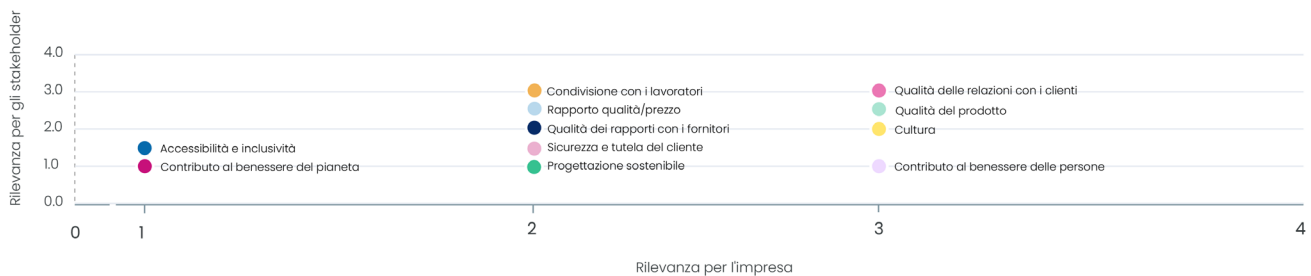 Rilevanza per gli stakeholder
4.0
3.0
2.0
1.0
0.0
Condivisione con i lavoratori
Qualità delle relazioni con i clienti
Rapporto qualità/prezzo
Qualità del prodotto
Qualità dei rapporti con i fornitori
Cultura
Accessibilità e inclusività
Sicurezza e tutela del cliente
Contributo al benessere del pianeta
Progettazione sostenibile
Contributo al benessere delle persone
0
1
2
3
4
Rilevanza per l'impresa